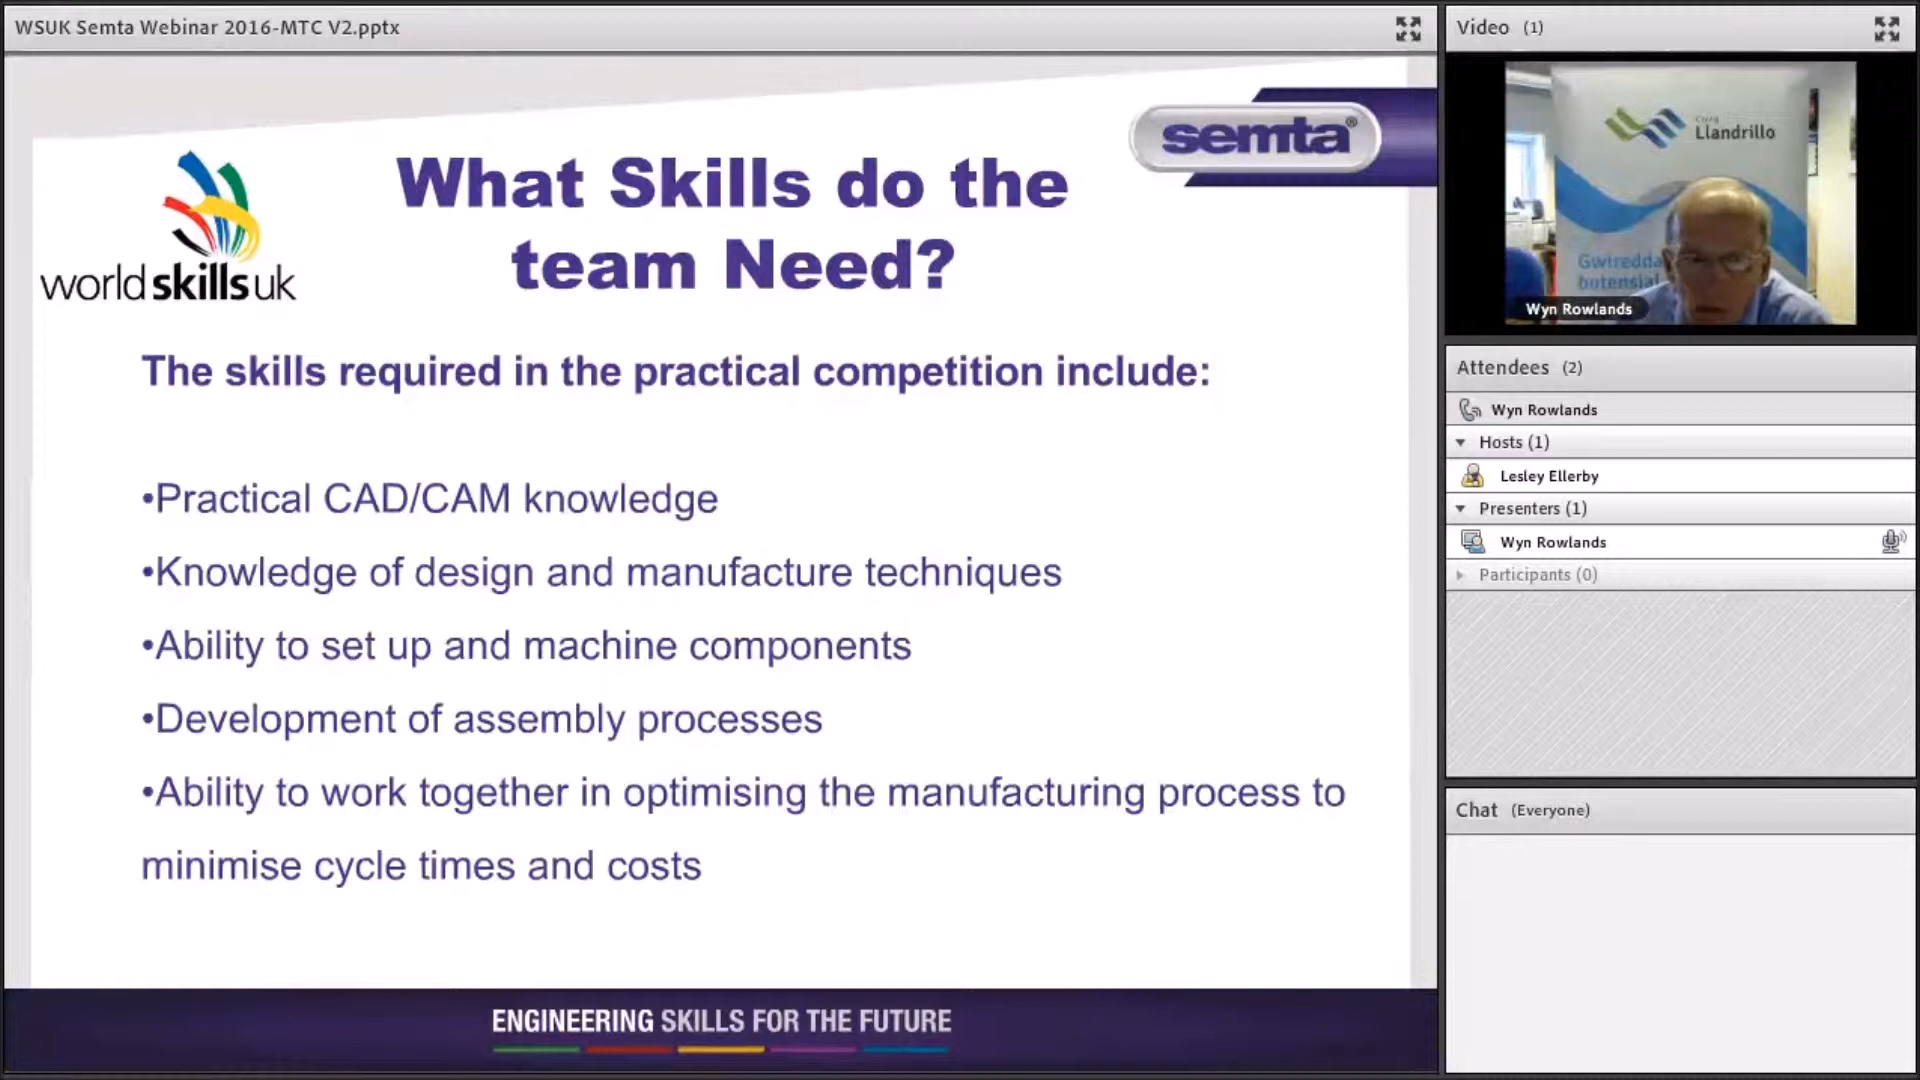 WSUK Semta Webinar 2016-MTC V2.pptx
semta®
worldskillsuk
What Skills do the
team Need?
The skills required in the practical competition include:
•Practical CAD/CAM knowledge
•Knowledge of design and manufacture techniques
•Ability to set up and machine components
•Development of assembly processes
•Ability to work together in optimising the manufacturing process to
minimise cycle times and costs
ENGINEERING SKILLS FOR THE FUTURE
Video (1)
Llandrillo
Gwiredda
botensial
Wyn Rowlands
Attendees (2)
Wyn Rowlands
Hosts (1)
Lesley Ellerby
Presenters (1)
Wyn Rowlands
Participants (0)
Chat (Everyone)